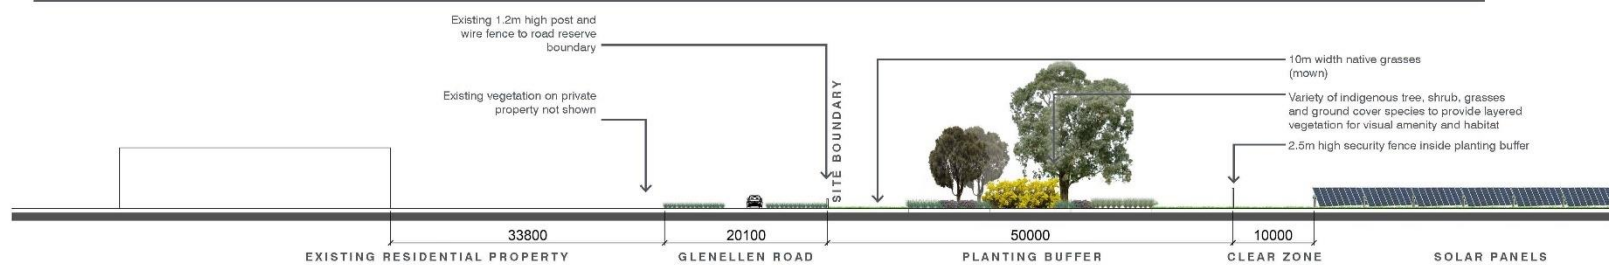 Existing 1.2m high post and
wire fence to road reserve
boundary
Existing vegetation on private
property not shown
SITE BOUNDARY
10m width native grasses
(mown)
Variety of indigenous tree, shrub, grasses
and ground cover species to provide layered
vegetation for visual amenity and habitat
2.5m high security fence inside planting buffer
33800
20100
50000
10000
EXISTING RESIDENTIAL PROPERTY
GLENELLEN ROAD
PLANTING BUFFER
CLEAR ZONE
SOLAR PANELS